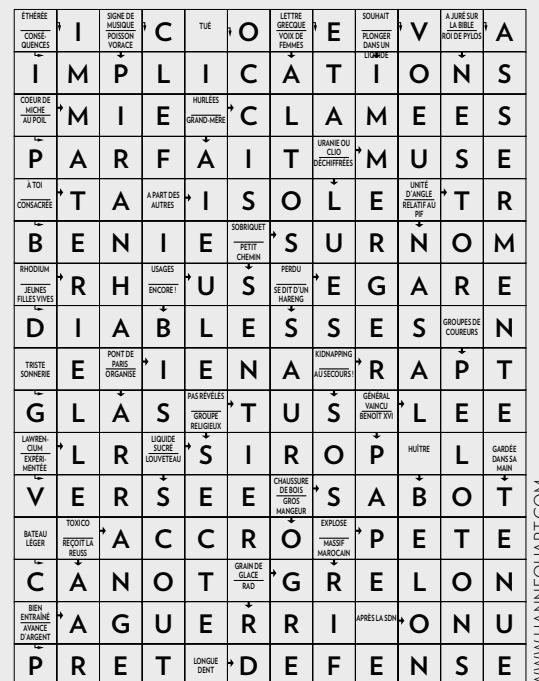 ÉTHÉRÉE
CONSÉ-
QUENCES
I
SIGNE DE
MUSIQUE
POISSON
VORACE
C
TUÉ
O
LETTRE
GRECQUE
VOIX DE
FEMMES
E
SOUHAIT
PLONGER
DANS UN
LIQUIDE
V
A JURÉ SUR
LA BIBLE
ROI DE PYLOS
A
I M P L I C A T I O N S
COEUR DE
MICHE
AU POIL
M I E
HURLÉES
GRAND-MÈRE
C L A M E E S
P A R F A I T
URANIE OU
CLIO
DÉCHIFFRÉES
M U S E
À TOI
CONSACRÉE
T A
A PART DES
AUTRES
I S O L E
UNITÉ
D'ANGLE
RELATIF AU
PIF
T R
B E N I E
SOBRIQUET
PETIT
CHEMIN
S U R N O M
RHODIUM
JEUNES
FILLES VIVES
R H
USAGES
ENCORE !
U S
PERDU
SE DIT D'UN
HARENG
E G A R E
D I A B L E S S E S
GROUPES DE
COUREURS
N
TRISTE
SONNERIE
E
PONT DE
PARIS
ORGANISE
I E N A
KIDNAPPING
AU SECOURS !
R A P T
G L A S
PAS RÉVÉLÉS
GROUPE
RELIGIEUX
T U S
GÉNÉRAL
VAINCU
BENOÎT XVI
L E E
LAWREN-
CIUM
EXPÉRI-
MENTÉE
L R
LIQUIDE
SUCRÉ
LOUVETEAU
S I R O P
HUÎTRE
L
GARDÉE
DANS SA
MAIN
V E R S E E
CHAUSSURE
DE BOIS
GROS
MANGEUR
S A B O T
BATEAU
LÉGER
TOXICO
REÇOIT LA
REUSS
A C C R O
EXPLOSE
MASSIF
MAROCAIN
P E T E
C A N O T
GRAIN DE
GLACE
RAD
G R E L O N
BIEN
ENTRAÎNÉ
AVANCE
D'ARGENT
A G U E R R I
APRÈS LA SDN
O N U
P R E T
LONGUE
DENT
D E F E N S E
WWW.YANNECHART.COM